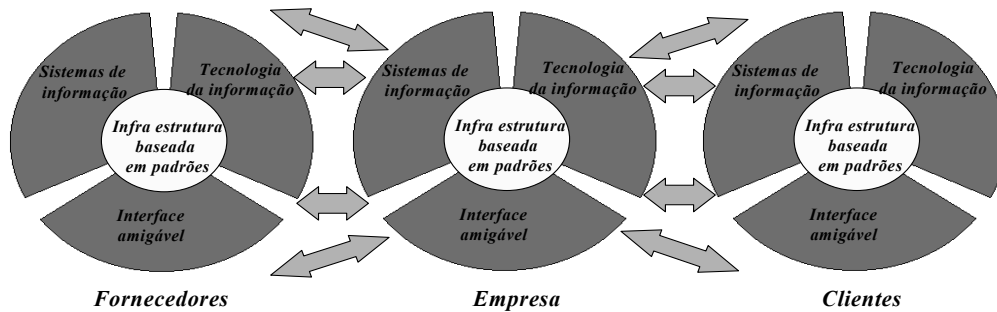 Sistemas de
informação
Tecnologia
da informação
Infra estrutura
baseada
em padrões
Interface
amigável
Fornecedores
Sistemas de
informação
Tecnologia
da informação
Infra estrutura
baseada
em padrões
Interface
amigável
Empresa
Sistemas de
informação
Tecnologia
da informação
Infra estrutura
baseada
em padrões
Interface
amigável
Clientes